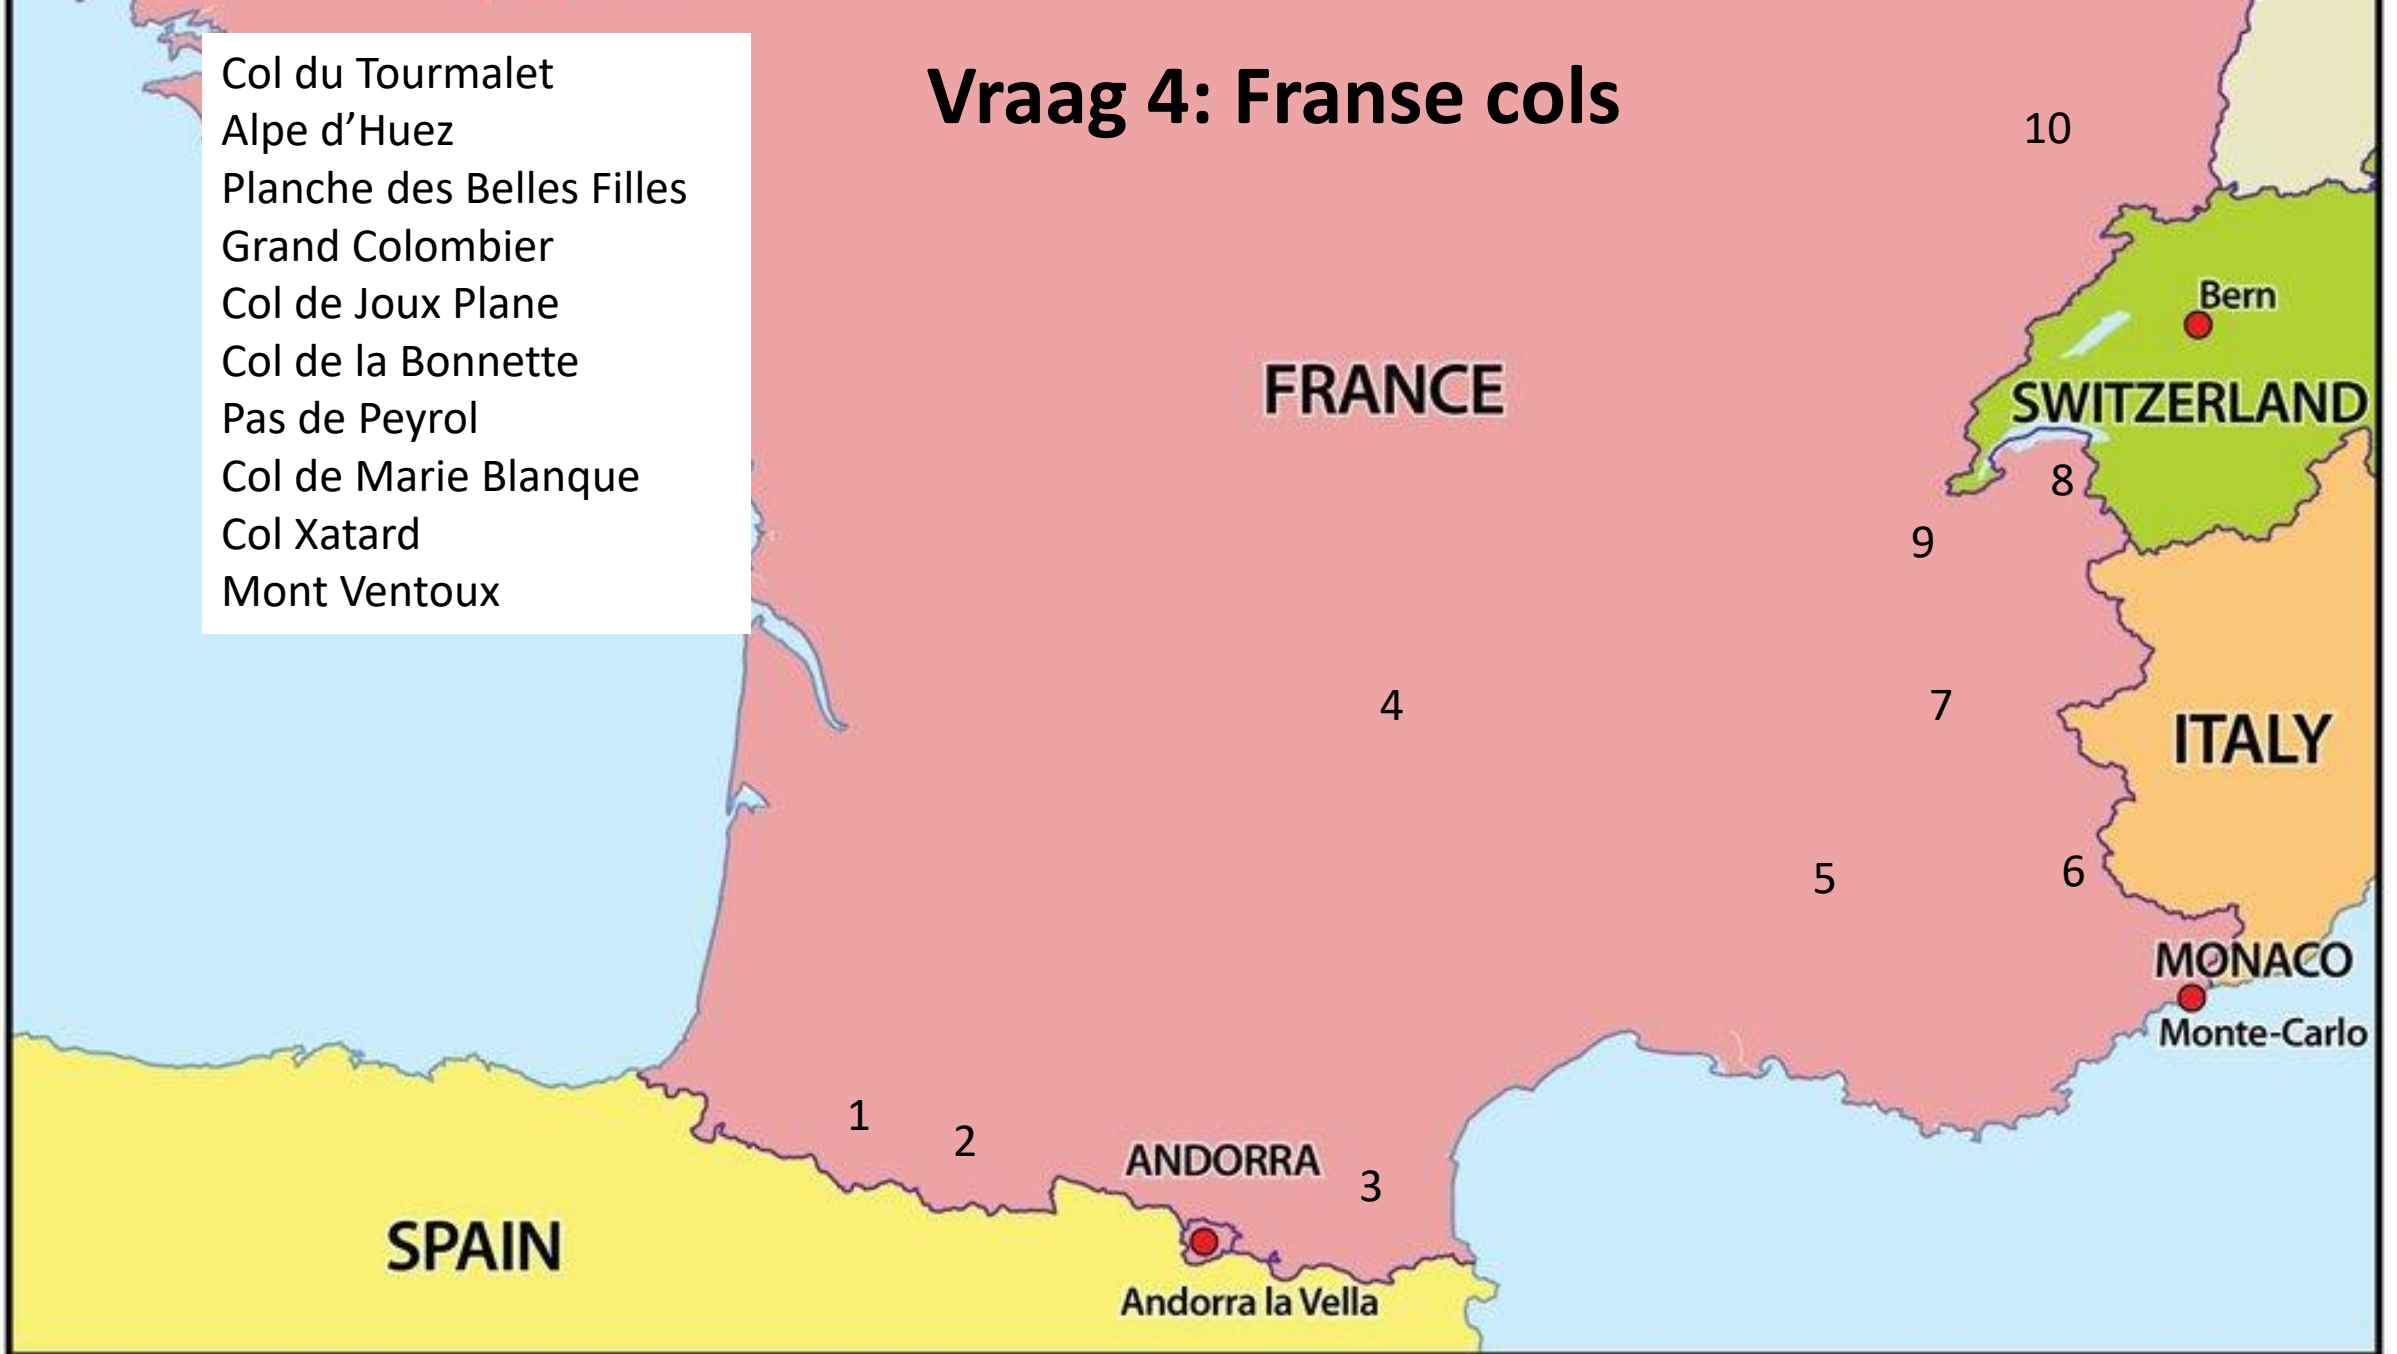 Col du Tourmalet
Alpe d’Huez
Planche des Belles Filles
Grand Colombier
Col de Joux Plane
Col de la Bonnette
Pas de Peyrol
Col de Marie Blanque
Col Xatard
Mont Ventoux
Vraag 4: Franse cols
10
Bern
FRANCE
SWITZERLAND
8
9
4
7
ITALY
5
6
MONACO
Monte-Carlo
1
2
ANDORRA
3
SPAIN
Andorra la Vella